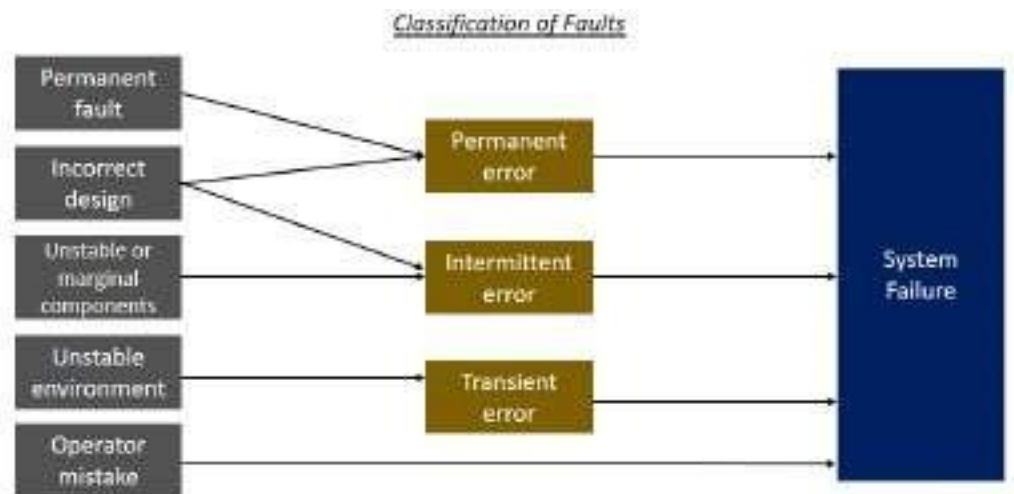 Classification of Faults
Permanent
fault
Incorrect
design
Unstable or
marginal
components
Unstable
environment
Operator
mistake
Permanent
error
Intermittent
error
Transient
error
System
Failure